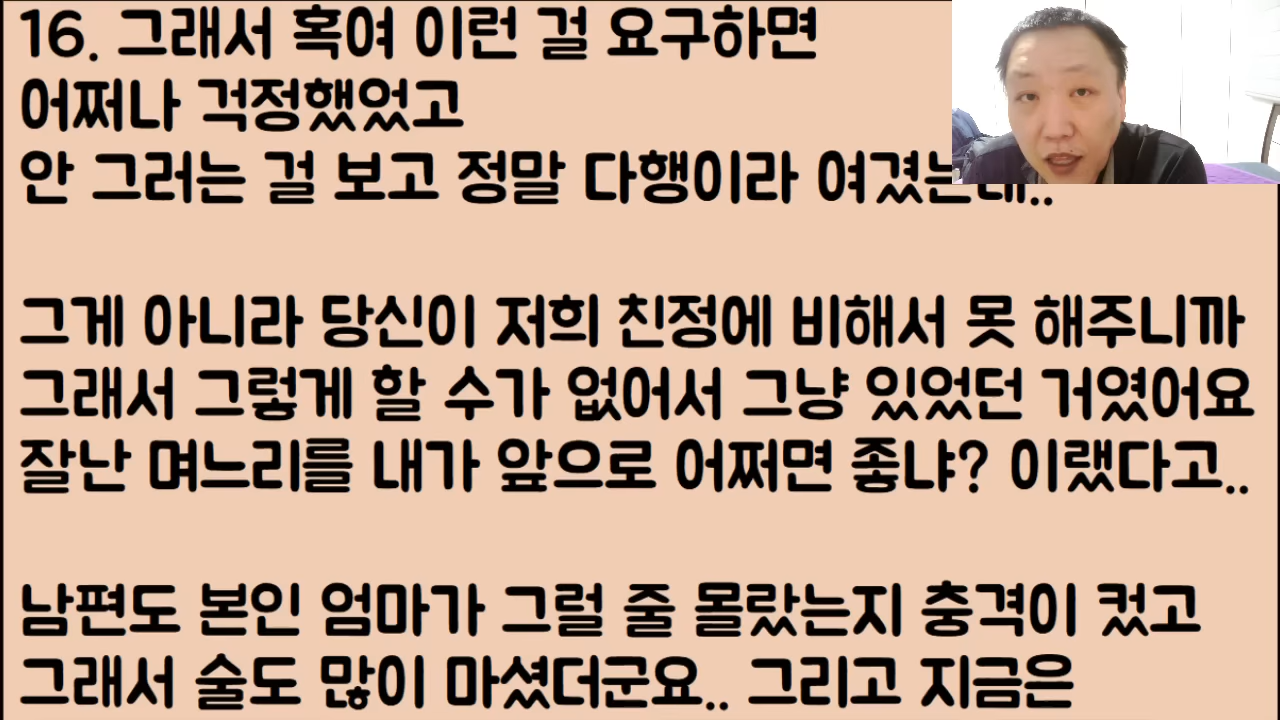 16. 그래서 혹여 이런 걸 요구하면
어쩌나 걱정했었고
안 그러는 걸 보고 정말 다행이라 여겼는데..
그게 아니라 당신이 저희 친정에 비해서 못 해주니까
그래서 그렇게 할 수가 없어서 그냥 있었던 거였어요
잘난 며느리를 내가 앞으로 어쩌면 좋냐? 이랬다고..
남편도 본인 엄마가 그럴 줄 몰랐는지 충격이 컸고
그래서 술도 많이 마셨더군요.. 그리고 지금은